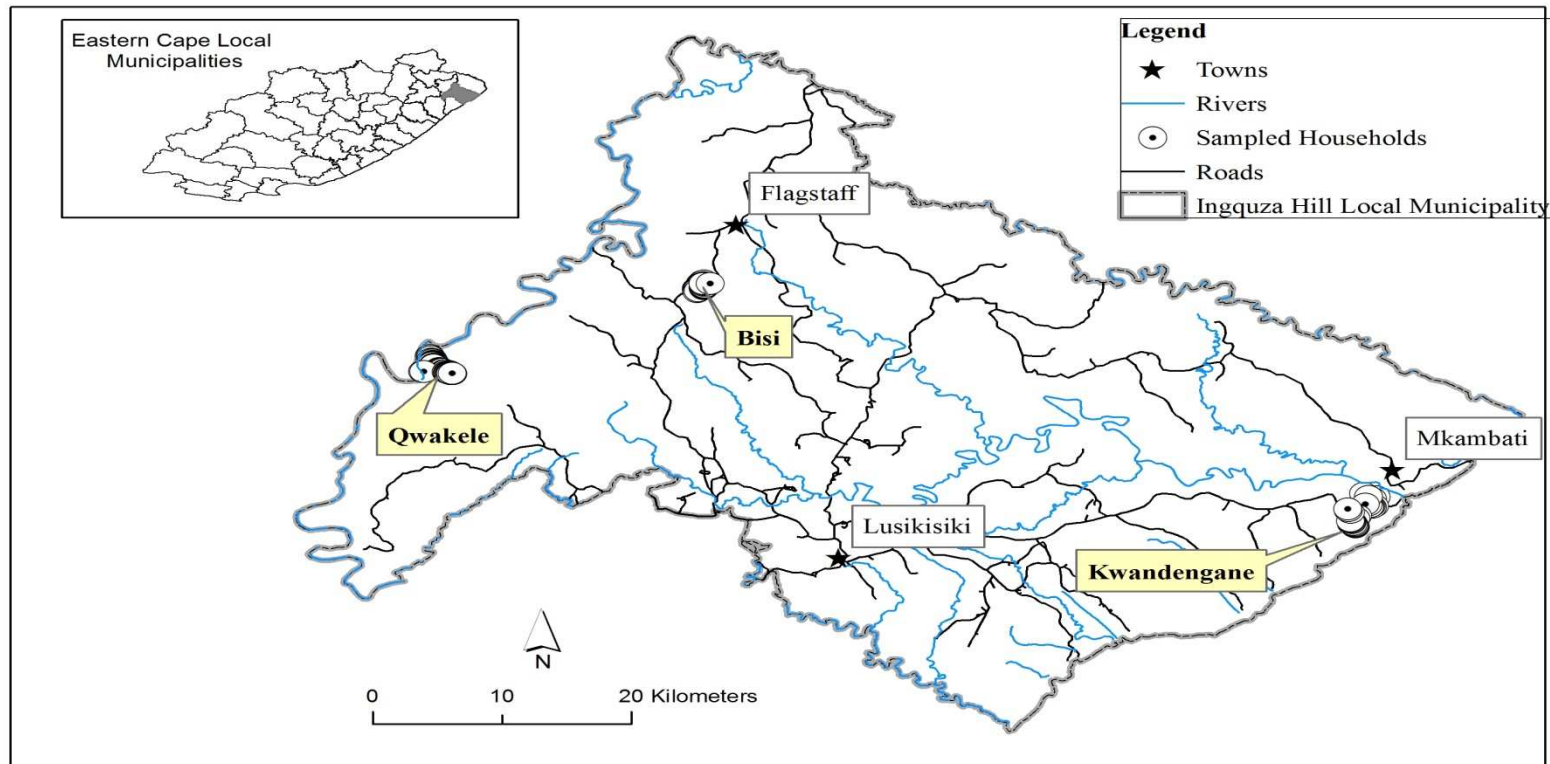 Eastern Cape Local
Municipalities
Legend
Towns
Rivers
Sampled Households
Roads
Ingquza Hill Local Municipality
Flagstaff
Bisi
Qwakele
Mkambati
Lusikisiki
Kwandengane
N
0 10 20 Kilometers